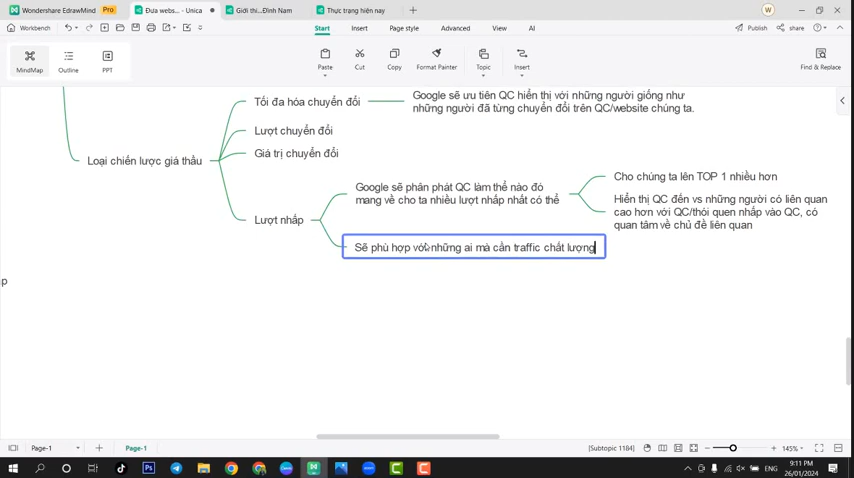 Wondershare EdrawMind Pro
Đưa webs... - Unica
Giới thi...Đình Nam
Thực trạng hiện nay
W
Workbench
Start
Insert
Page style
Advanced
View
AI
Publish
share
MindMap
Outline
PPT
Paste
Cut
Copy
Format Painter
Topic
Insert
Find & Replace
Tối đa hóa chuyển đổi
Google sẽ ưu tiên QC hiển thị với những người giống như
những người đã từng chuyển đổi trên QC/website chúng ta.
Lượt chuyển đổi
Giá trị chuyển đổi
Loại chiến lược giá thầu
Google sẽ phân phát QC làm thế nào đó
mang về cho ta nhiều lượt nhấp nhất có thể
Cho chúng ta lên TOP 1 nhiều hơn
Hiển thị QC đến vs những người có liên quan
cao hơn với QC/thói quen nhấp vào QC, có
quan tâm về chủ đề liên quan
Lượt nhấp
Sẽ phù hợp với những ai mà cần traffic chất lượng
p
Page-1
Page-1
[Subtopic 1184]
145%
ENG
9:11 PM
26/01/2024